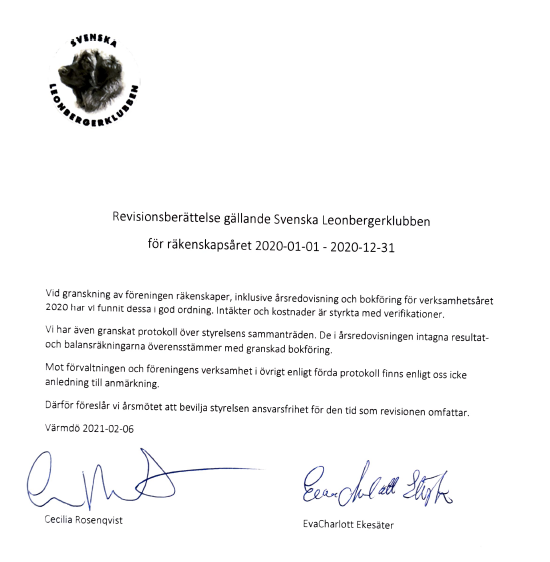 SVENSKA
LEONBERGERKLUBBEN
Revisionsberättelse gällande Svenska Leonbergerklubben
för räkenskapsåret 2020-01-01 - 2020-12-31
Vid granskning av föreningen räkenskaper, inklusive årsredovisning och bokföring för verksamhetsåret
2020 har vi funnit dessa i god ordning. Intäkter och kostnader är styrkta med verifikationer.
Vi har även granskat protokoll över styrelsens sammanträden. De i årsredovisningen intagna resultat-
och balansräkningarna överensstämmer med granskad bokföring.
Mot förvaltningen och föreningens verksamhet i övrigt enligt förda protokoll finns enligt oss icke
anledning till anmärkning.
Därför föreslår vi årsmötet att bevilja styrelsen ansvarsfrihet för den tid som revisionen omfattar.
Värmdö 2021-02-06
Cecilia Rosenqvist
EvaCharlott Ekesäter